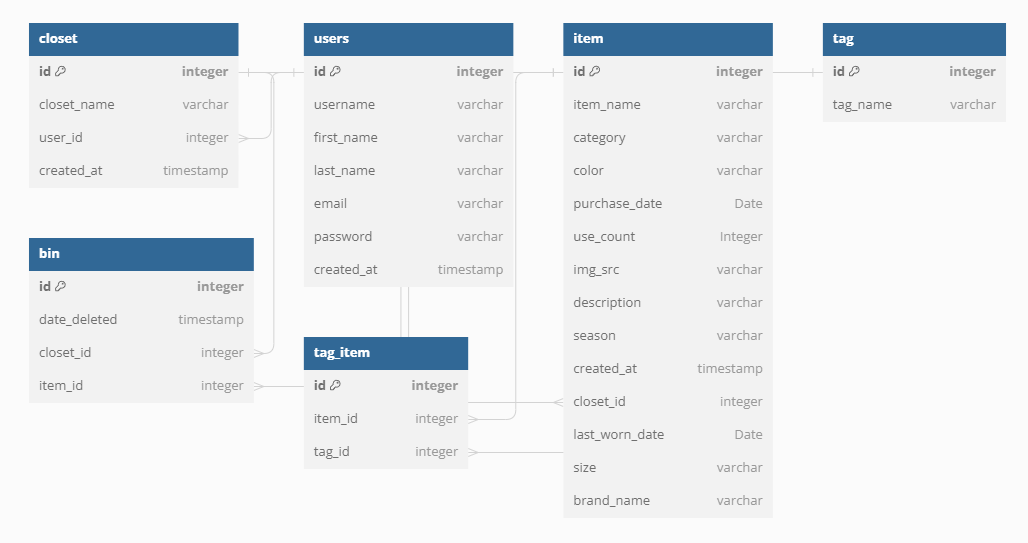 closet
id integer
closet_name varchar
user_id integer
created_at timestamp
users
id integer
username varchar
first_name varchar
last_name varchar
email varchar
password varchar
created_at timestamp
item
id integer
item_name varchar
category varchar
color varchar
purchase_date Date
use_count Integer
img_src varchar
description varchar
season varchar
created_at timestamp
closet_id integer
last_worn_date Date
size varchar
brand_name varchar
tag
id integer
tag_name varchar
bin
id integer
date_deleted timestamp
closet_id integer
item_id integer
tag_item
id integer
item_id integer
tag_id integer